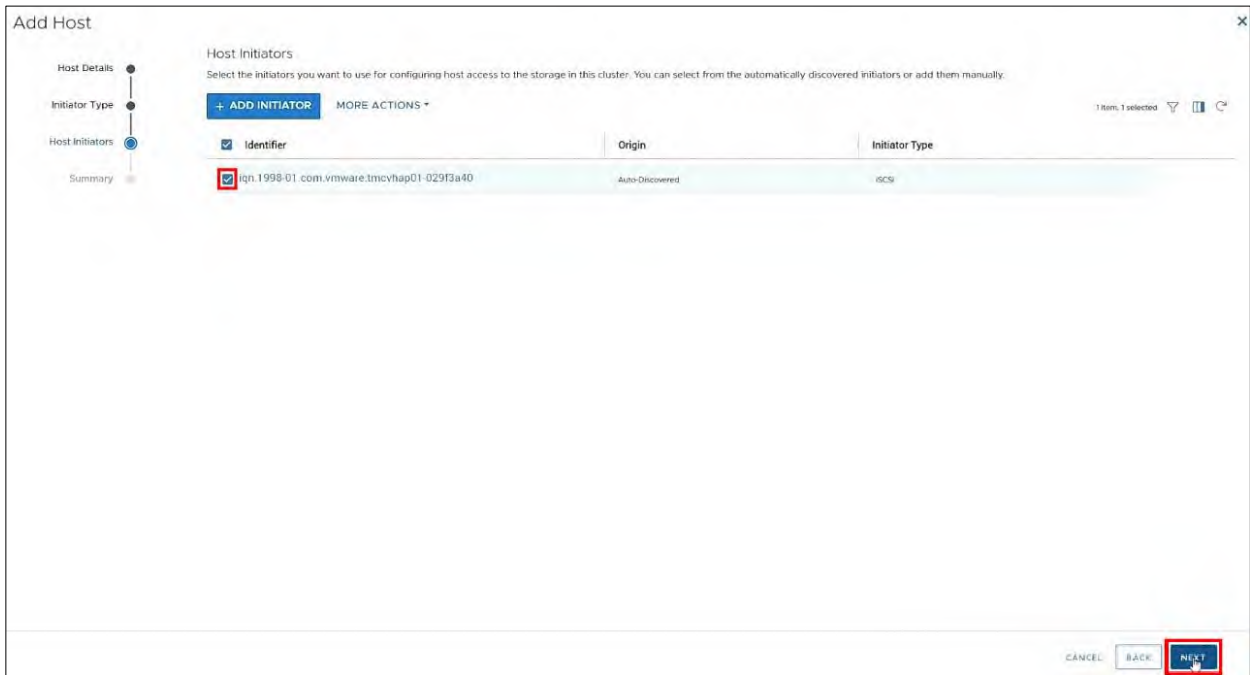 Add Host
Host Details
Initiator Type
Host Initiators
Summary
Host Initiators
Select the initiators you want to use for configuring host access to the storage in this cluster. You can select from the automatically discovered initiators or add them manually.
+ ADD INITIATOR MORE ACTIONS
1 item, 1 selected
Identifier Origin Initiator Type
iqn.1998-01.com.vmware:tmcvhap01-029f3a40 Auto-Discovered iSCSI
CANCEL BACK NEXT